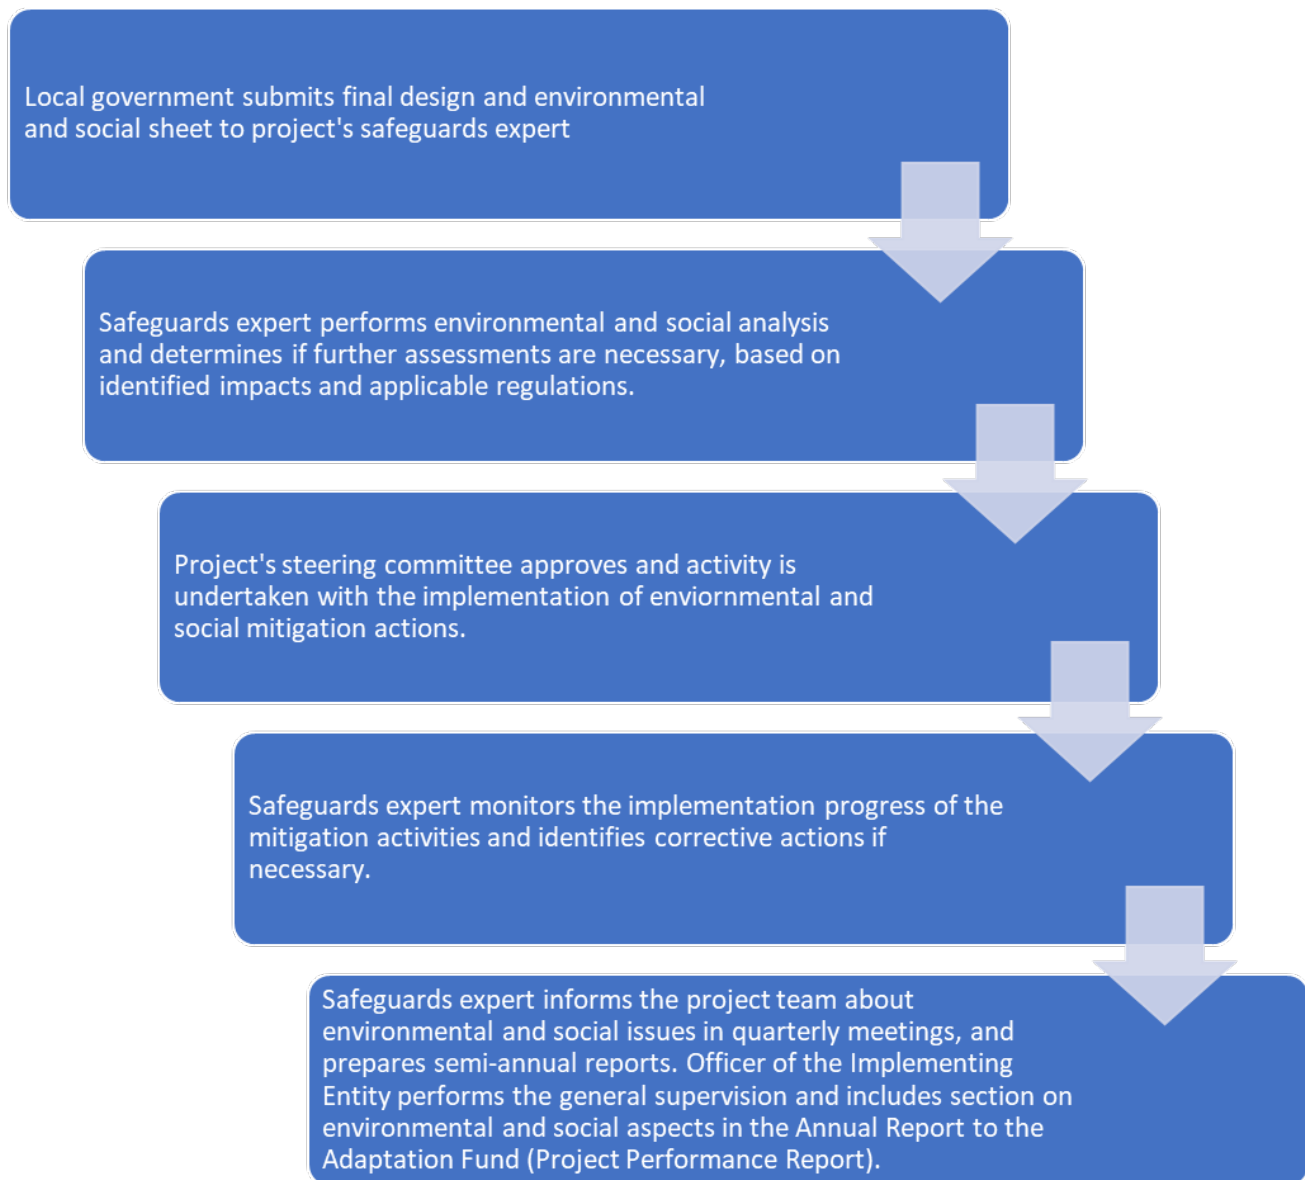 Local government submits final design and environmental
and social sheet to project's safeguards expert
Safeguards expert performs environmental and social analysis
and determines if further assessments are necessary, based on
identified impacts and applicable regulations.
Project's steering committee approves and activity is
undertaken with the implementation of enviornmental and
social mitigation actions.
Safeguards expert monitors the implementation progress of the
mitigation activities and identifies corrective actions if
necessary.
Safeguards expert informs the project team about
environmental and social issues in quarterly meetings, and
prepares semi-annual reports. Officer of the Implementing
Entity performs the general supervision and includes section on
environmental and social aspects in the Annual Report to the
Adaptation Fund (Project Performance Report).